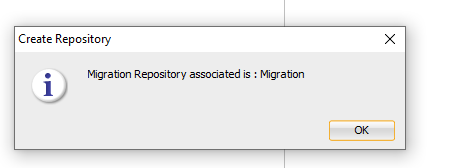 Create Repository
Migration Repository associated is : Migration
OK